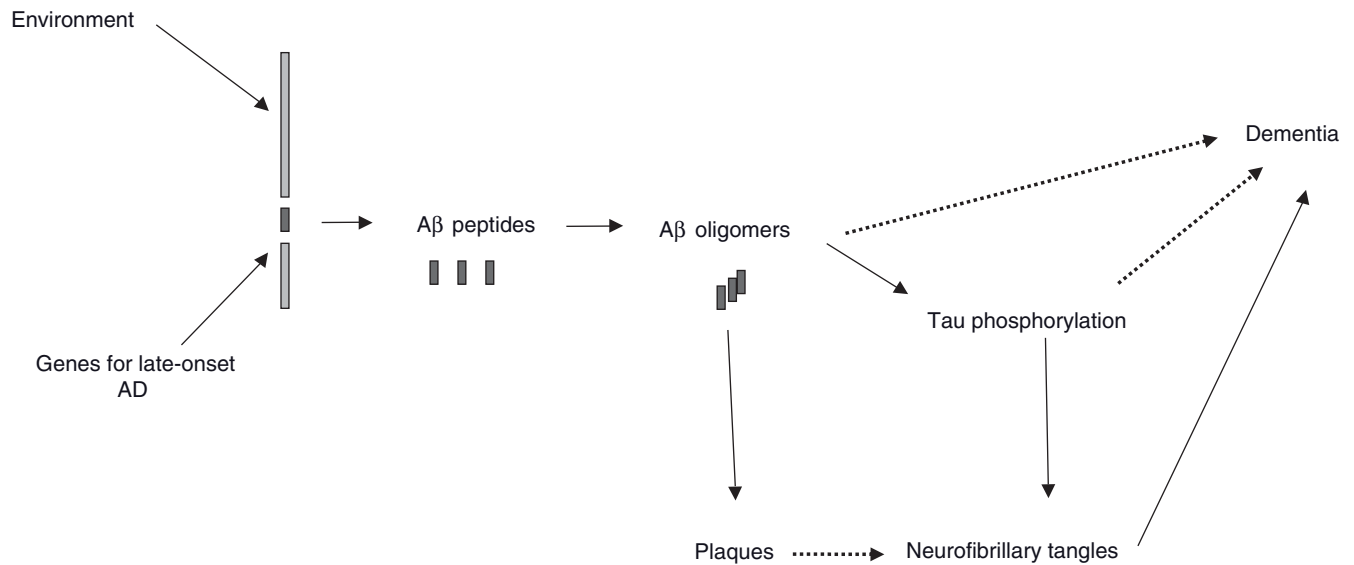 Environment
Dementia
Aβ peptides
Aβ oligomers
Tau phosphorylation
Genes for late-onset
AD
Plaques
Neurofibrillary tangles